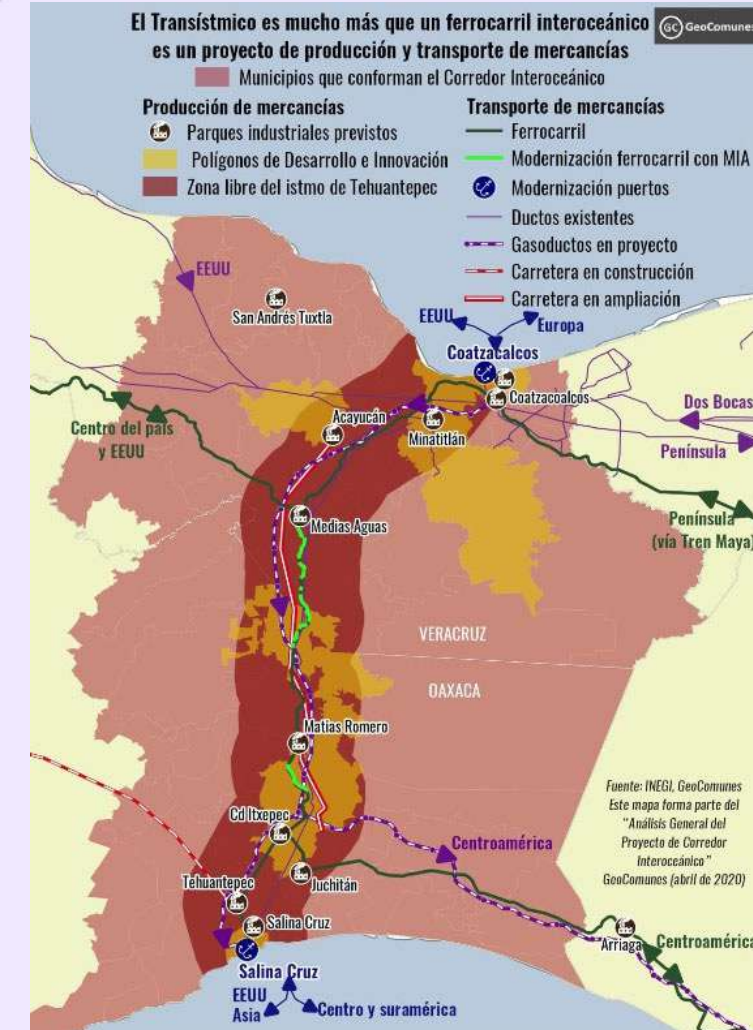 El Transístmico es mucho más que un ferrocarril interoceánico
es un proyecto de producción y transporte de mercancías
GC GeoComunes
Municipios que conforman el Corredor Interoceánico
Producción de mercancías
Parques industriales previstos
Polígonos de Desarrollo e Innovación
Zona libre del istmo de Tehuantepec
Transporte de mercancías
Ferrocarril
Modernización ferrocarril con MIA
Modernización puertos
Ductos existentes
Gasoductos en proyecto
Carretera en construcción
Carretera en ampliación
EEUU
San Andrés Tuxtla
EEUU
Europa
Coatzacalcos
Coatzacoalcos
Acayucán
Minatitlán
Dos Bocas
Centro del país
y EEUU
Península
Medias Aguas
Península
(vía Tren Maya)
VERACRUZ
OAXACA
Matias Romero
Fuente: INEGI, GeoComunes
Este mapa forma parte del
"Análisis General del
Proyecto de Corredor
Interoceánico"
GeoComunes (abril de 2020)
Cd Itxepec
Centroamérica
Tehuantepec
Juchitán
Salina Cruz
Arriaga
Centroamérica
Salina Cruz
EEUU
Asia
Centro y suramérica